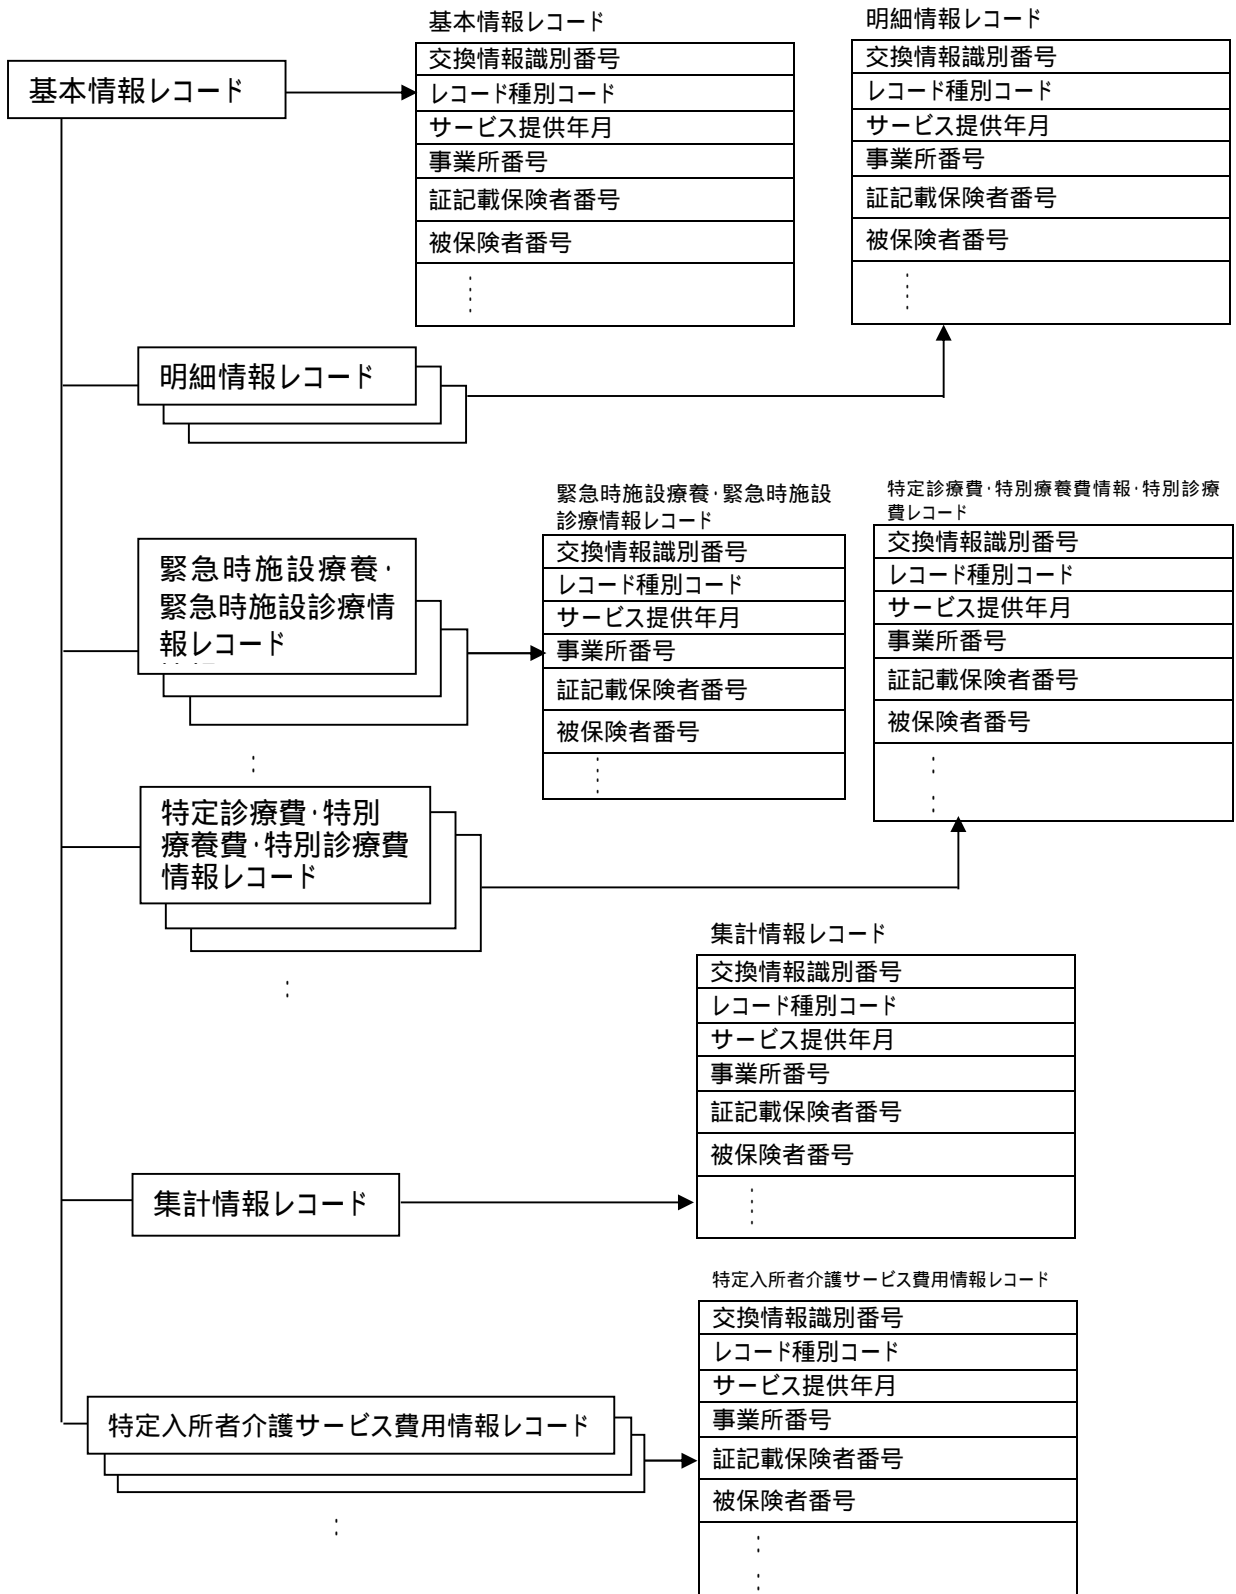 基本情報レコード
基本情報レコード
交換情報識別番号
レコード種別コード
サービス提供年月
事業所番号
証記載保険者番号
被保険者番号
明細情報レコード
交換情報識別番号
レコード種別コード
サービス提供年月
事業所番号
証記載保険者番号
被保険者番号
明細情報レコード
緊急時施設療養・
緊急時施設診療情
報レコード
緊急時施設療養・緊急時施設
診療情報レコード
交換情報識別番号
レコード種別コード
サービス提供年月
事業所番号
証記載保険者番号
被保険者番号
特定診療費・特別療養費情報・特別診療
費レコード
交換情報識別番号
レコード種別コード
サービス提供年月
事業所番号
証記載保険者番号
被保険者番号
特定診療費・特別
療養費・特別診療費
情報レコード
集計情報レコード
交換情報識別番号
レコード種別コード
サービス提供年月
事業所番号
証記載保険者番号
被保険者番号
集計情報レコード
特定入所者介護サービス費用情報レコード
交換情報識別番号
レコード種別コード
サービス提供年月
事業所番号
証記載保険者番号
被保険者番号
特定入所者介護サービス費用情報レコード